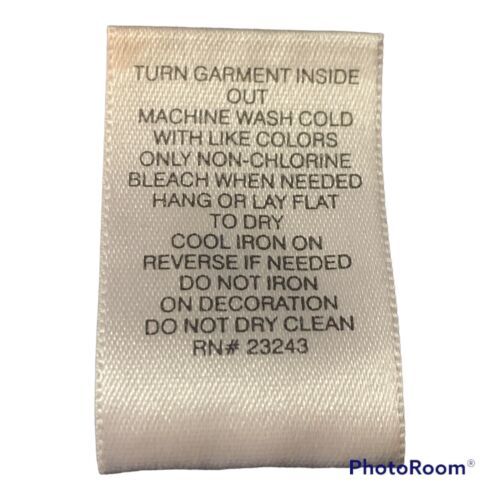 TURN GARMENT INSIDE
OUT
MACHINE WASH COLD
WITH LIKE COLORS
ONLY NON-CHLORINE
BLEACH WHEN NEEDED
HANG OR LAY FLAT
TO DRY
COOL IRON ON
REVERSE IF NEEDED
DO NOT IRON
ON DECORATION
DO NOT DRY CLEAN
RN# 23243
PhotoRoom®